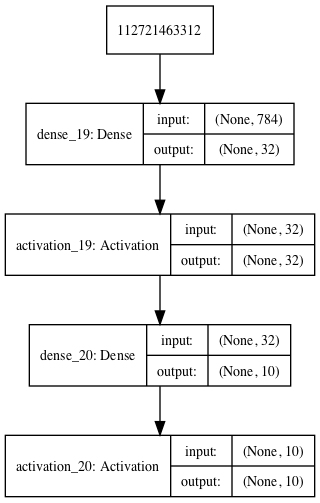 112721463312
dense_19: Dense
input: (None, 784)
output: (None, 32)
activation_19: Activation
input: (None, 32)
output: (None, 32)
dense_20: Dense
input: (None, 32)
output: (None, 10)
activation_20: Activation
input: (None, 10)
output: (None, 10)